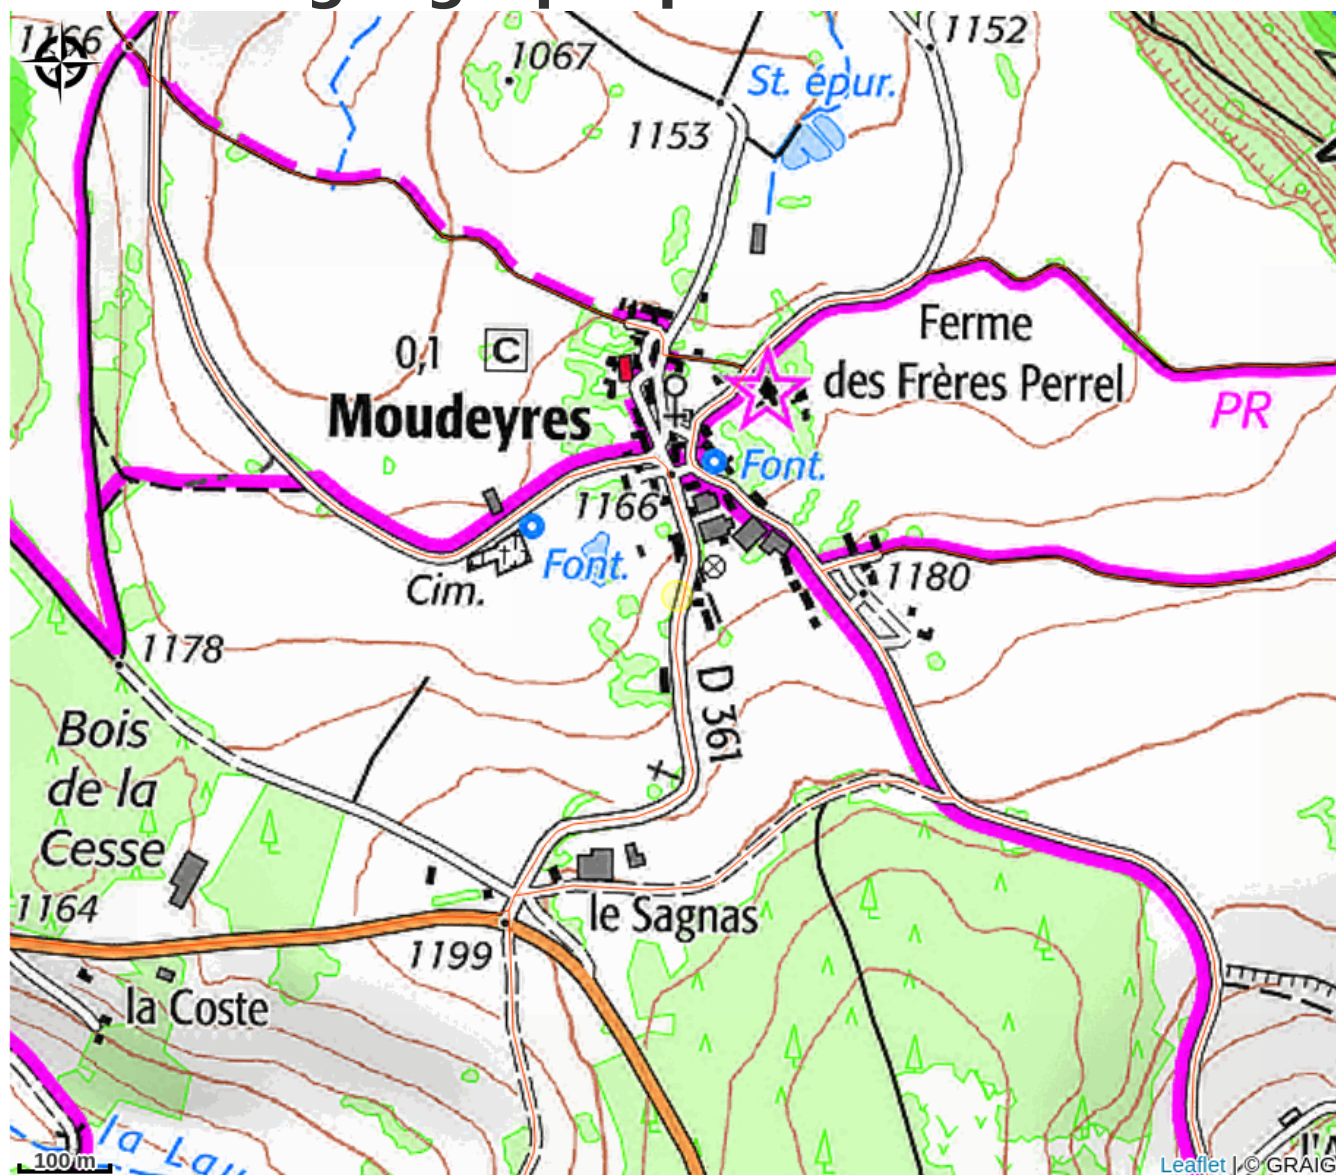 1166
1067
1152
St. épur.
1153
Ferme
des Frères Perrel
0,1
C
Moudeyres
PR
Font.
1166
Font.
Cim.
1180
1178
D 361
Bois
de la
Cesse
1164
le Sagnas
1199
la Coste
100 m
Leaflet | © GRAIG